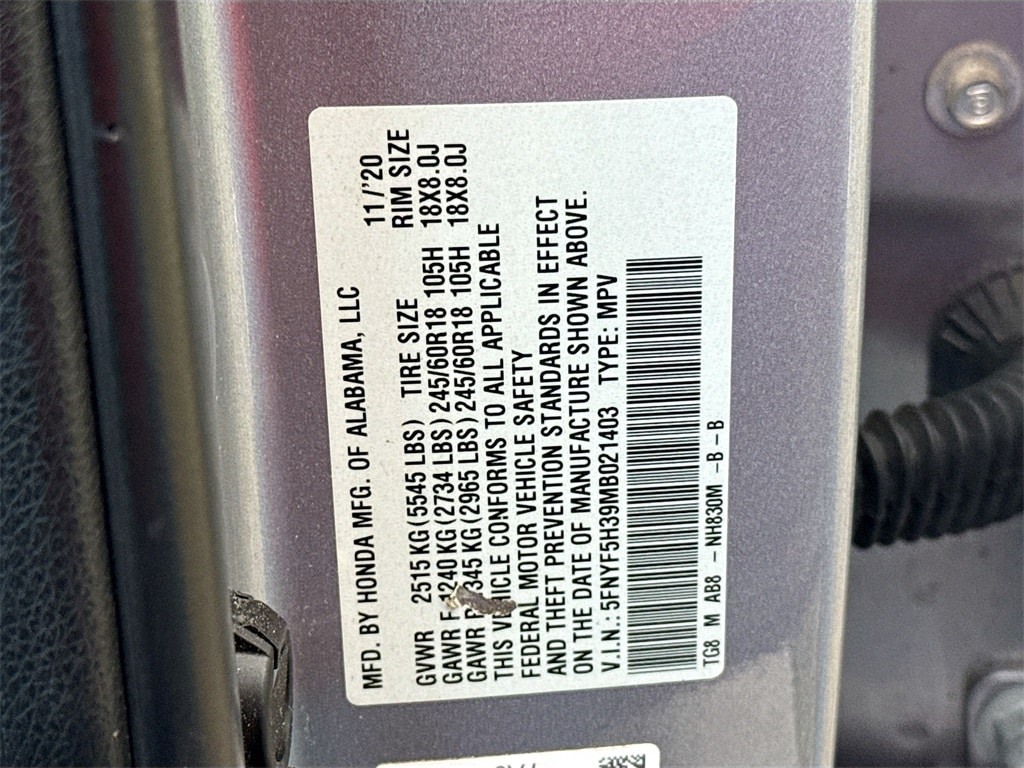 MFD. BY HONDA MFG. OF ALABAMA, LLC 11/'20
GVWR 2515 KG (5545 LBS) TIRE SIZE RIM SIZE
GAWR F 1240 KG (2734 LBS) 245/60R18 105H 18X8.0J
GAWR 345 KG (2965 LBS) 245/60R18 105H 18X8.0J
THIS VEHICLE CONFORMS TO ALL APPLICABLE
FEDERAL MOTOR VEHICLE SAFETY
AND THEFT PREVENTION STANDARDS IN EFFECT
ON THE DATE OF MANUFACTURE SHOWN ABOVE.
V.I.N.: 5FNYF5H39MB021403 TYPE: MPV
TG8 M AB8 - NH830M - B - B